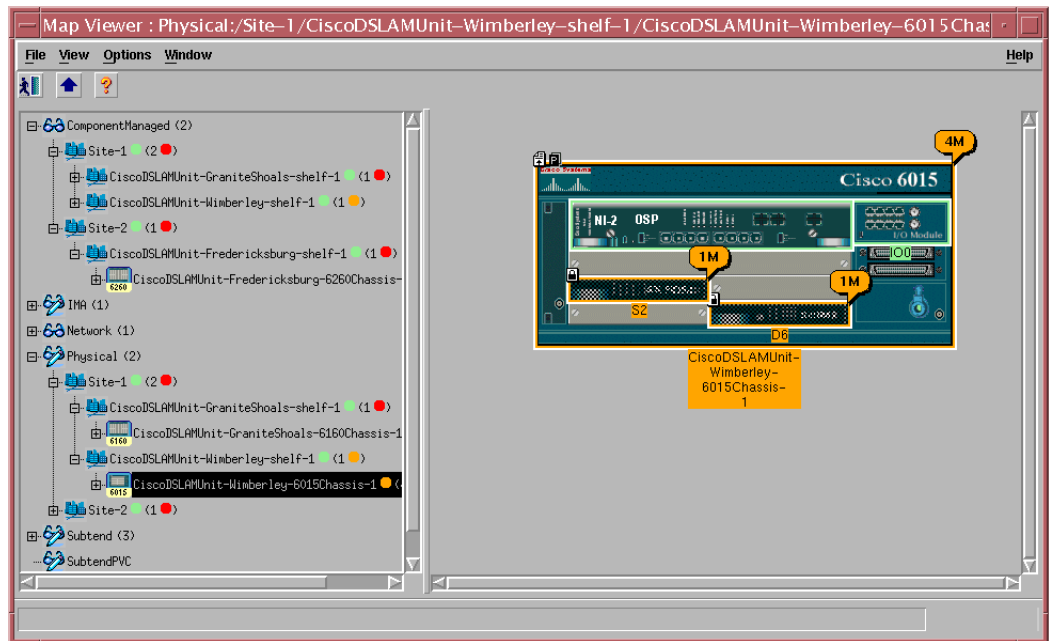 Map Viewer : Physical:/Site-1/CiscoDSLAMUnit-Wimberley-shelf-1/CiscoDSLAMUnit-Wimberley-6015Chas
File View Options Window Help
ComponentManaged (2)
Site-1 (2)
CiscoDSLAMUnit-GraniteShoals-shelf-1 (1)
CiscoDSLAMUnit-Wimberley-shelf-1 (1)
Site-2 (1)
CiscoDSLAMUnit-Fredericksburg-shelf-1 (1)
6260 CiscoDSLAMUnit-Fredericksburg-6260Chassis-
IMA (1)
Network (1)
Physical (2)
Site-1 (2)
CiscoDSLAMUnit-GraniteShoals-shelf-1 (1)
6160 CiscoDSLAMUnit-GraniteShoals-6160Chassis-1
CiscoDSLAMUnit-Wimberley-shelf-1 (1)
6015 CiscoDSLAMUnit-Wimberley-6015Chassis-1 (
Site-2 (1)
Subtend (3)
SubtendPVC
4M
P
Cisco Systems
Cisco 6015
NI-2 OSP
I/O Module
IO0
1M
1M
S2
D6
CiscoDSLAMUnit-
Wimberley-
6015Chassis-
1